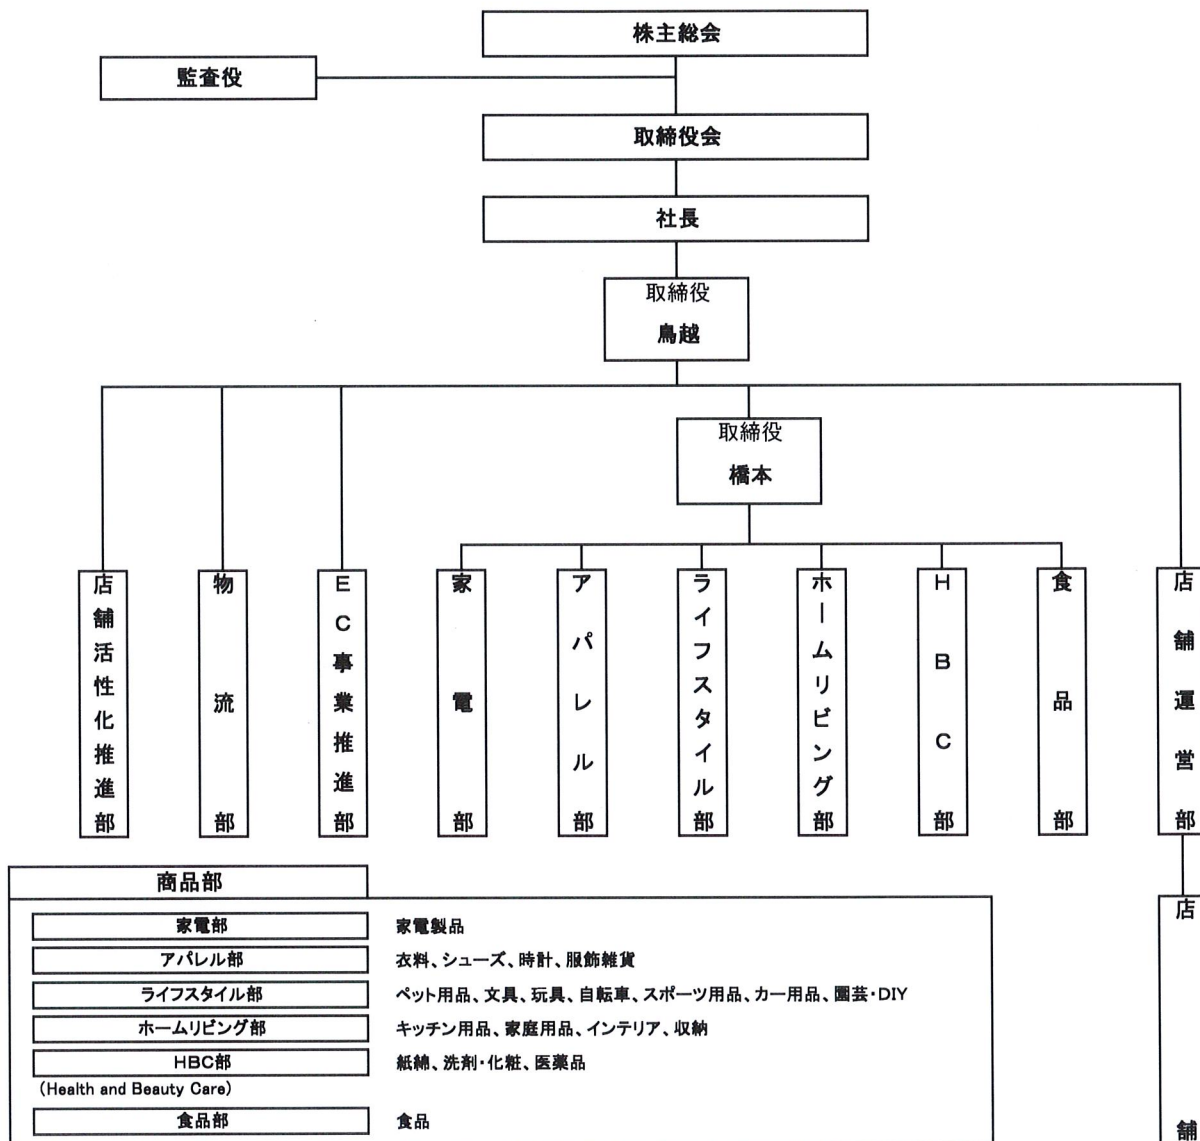 株主総会
監査役
取締役会
社長
取締役
鳥越
取締役
橋本
店舗活性化推進部
物流部
EC事業推進部
家電部
アパレル部
ライフスタイル部
ホームリビング部
HBC部
食品部
店舗運営部
商品部
家電部 家電製品
アパレル部 衣料、シューズ、時計、服飾雑貨
ライフスタイル部 ペット用品、文具、玩具、自転車、スポーツ用品、カー用品、園芸・DIY
ホームリビング部 キッチン用品、家庭用品、インテリア、収納
HBC部 紙綿、洗剤・化粧、医薬品
(Health and Beauty Care)
食品部 食品
店舗